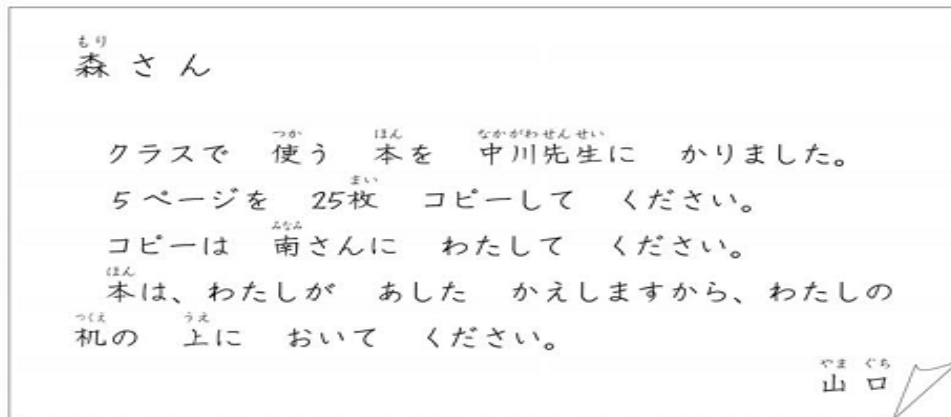 森さん
クラスで 使う 本を 中川先生に かりました。
5ページを 25枚 コピーして ください。
コピーは 南さんに わたして ください。
本は、わたしが あした かえしますから、わたしの
机の 上に おいて ください。
山口